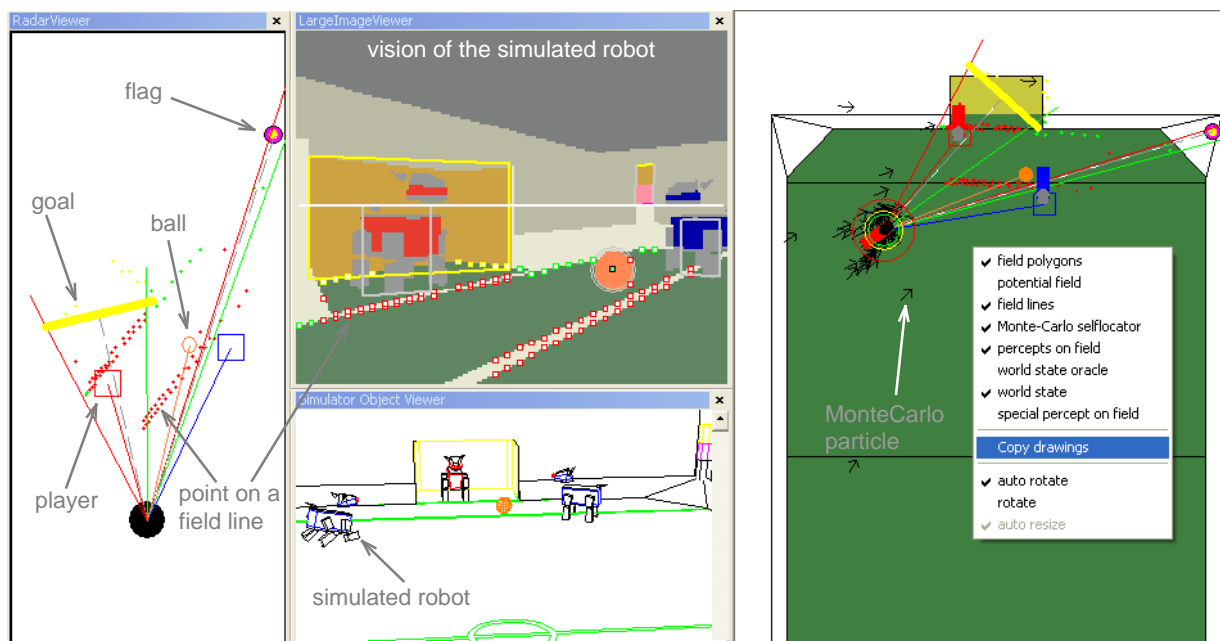 RadarViewer
flag
goal
ball
player
point on a
field line
LargeImageViewer
vision of the simulated robot
Simulator Object Viewer
simulated robot
MonteCarlo
particle
field polygons
potential field
field lines
Monte-Carlo selflocator
percepts on field
world state oracle
world state
special percept on field
Copy drawings
auto rotate
rotate
auto resize